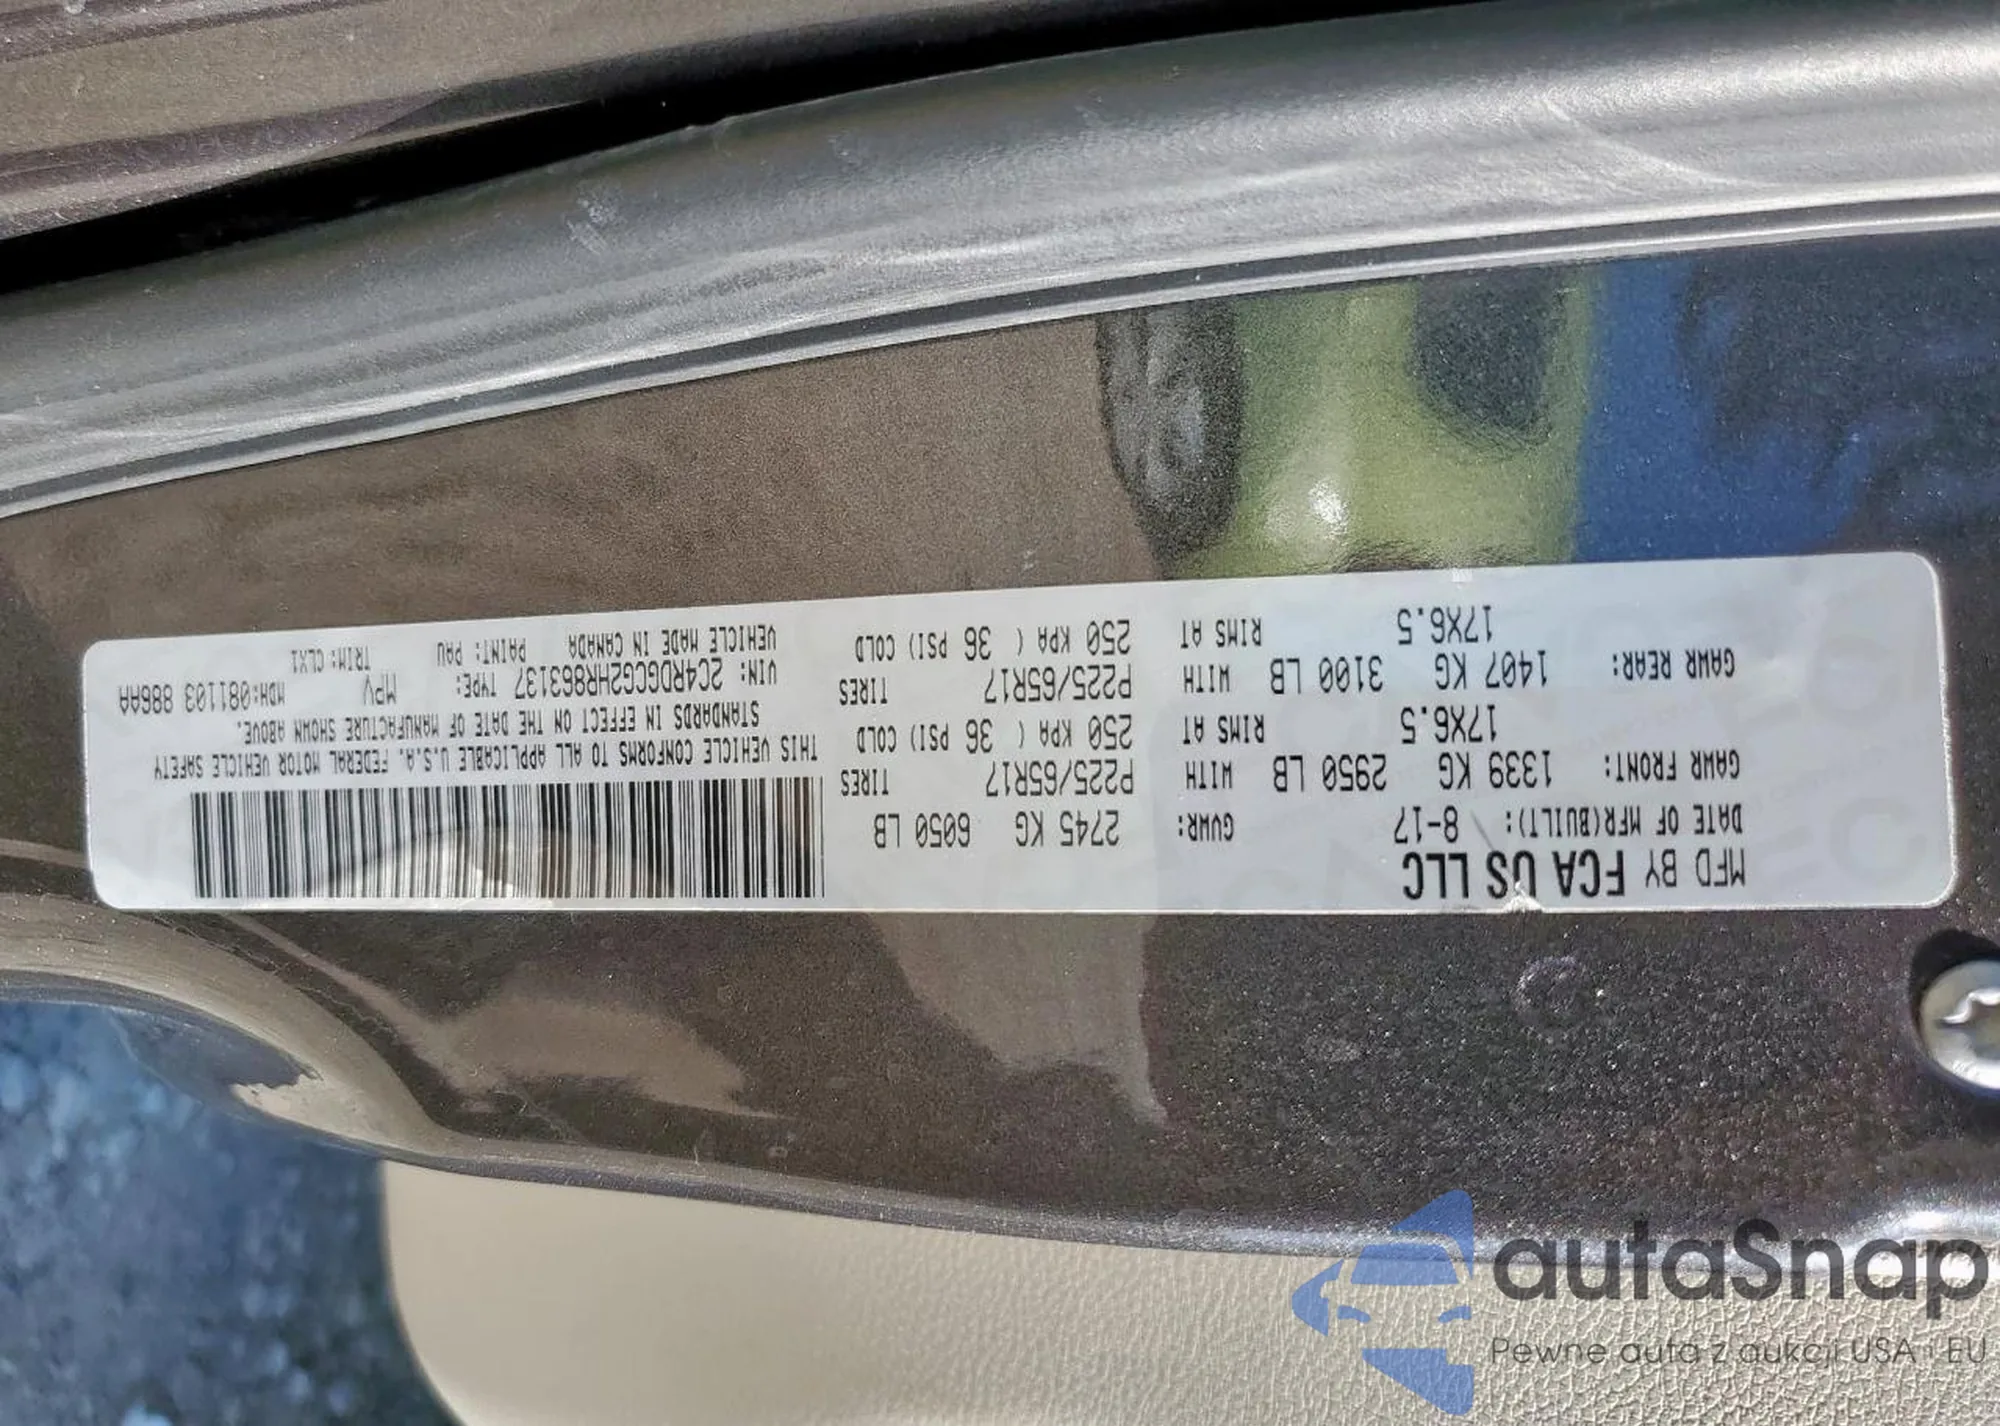 MFD BY FCA US LLC
DATE OF MFR(BUILT): 8-17 GVWR: 2745 KG 6050 LB
GAWR FRONT: 1339 KG 2950 LB WITH P225/65R17 TIRES
17X6.5 RIMS AT 250 KPA ( 36 PSI) COLD
GAWR REAR: 1407 KG 3100 LB WITH P225/65R17 TIRES
17X6.5 RIMS AT 250 KPA ( 36 PSI) COLD
THIS VEHICLE CONFORMS TO ALL APPLICABLE U.S.A. FEDERAL MOTOR VEHICLE SAFETY
STANDARDS IN EFFECT ON THE DATE OF MANUFACTURE SHOWN ABOVE.
VIN: 2C4RDGCG2HR863137 TYPE: MPV MDH:081103 886AA
VEHICLE MADE IN CANADA PAINT: PAU TRIM: CLX1
autaSnap
Pewne auta z aukcji USA i EU